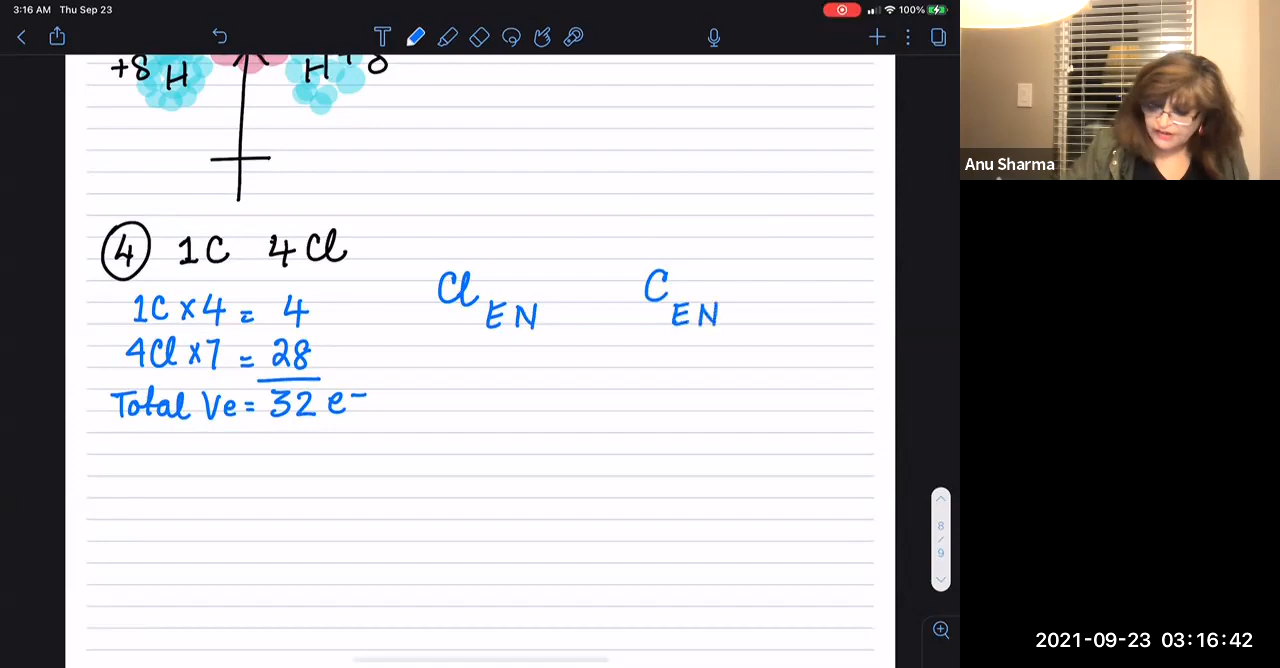 3:16 AM Thu Sep 23
100%
T
+δ H H +δ
④ 1C 4Cl
1C x 4 = 4
4Cl x 7 = 28
Total Ve = 32 e-
Cl EN
C EN
8
/
9
Anu Sharma
2021-09-23 03:16:42